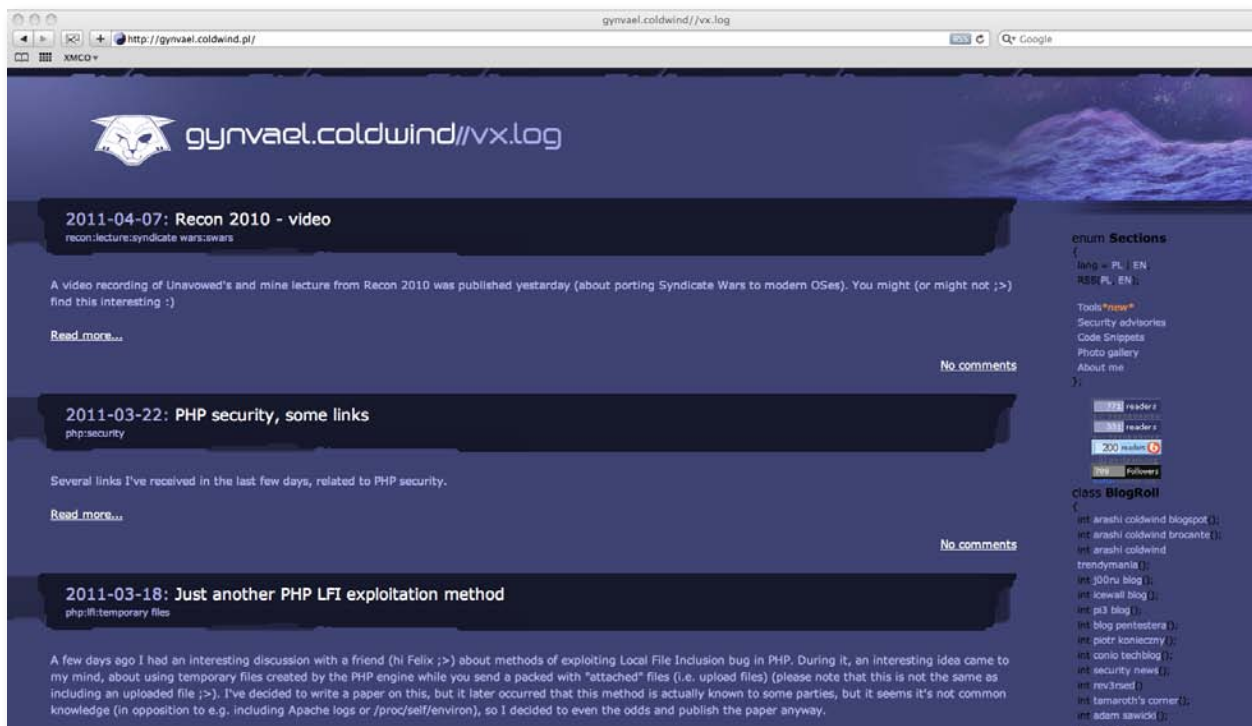 gynvael.coldwind//vx.log
http://gynvael.coldwind.pl/
RSS
Google
XMCO
gynvael.coldwind//vx.log
2011-04-07: Recon 2010 - video
recon:lecture:syndicate wars:swars
A video recording of Unavowed's and mine lecture from Recon 2010 was published yestarday (about porting Syndicate Wars to modern OSes). You might (or might not ;>)
find this interesting :)
Read more...
No comments
2011-03-22: PHP security, some links
php:security
Several links I've received in the last few days, related to PHP security.
Read more...
No comments
2011-03-18: Just another PHP LFI exploitation method
php:lfi:temporary files
A few days ago I had an interesting discussion with a friend (hi Felix ;>) about methods of exploiting Local File Inclusion bug in PHP. During it, an interesting idea came to
my mind, about using temporary files created by the PHP engine while you send a packed with "attached" files (i.e. upload files) (please note that this is not the same as
including an uploaded file ;>). I've decided to write a paper on this, but it later occurred that this method is actually known to some parties, but it seems it's not common
knowledge (in opposition to e.g. including Apache logs or /proc/self/environ), so I decided to even the odds and publish the paper anyway.
enum Sections
{
lang = PL | EN;
RSS(PL, EN);
Tools*new*
Security advisories
Code Snippets
Photo gallery
About me
};
readers
readers
200 readers
Followers
class BlogRoll
{
int arashi coldwind blogspot();
int arashi coldwind brocante();
int arashi coldwind
trendymania();
int j00ru blog();
int icewall blog();
int pi3 blog();
int blog pentestera();
int piotr konieczny();
int conio techblog();
int security news();
int rev3rsed()
int temaroth's corner();
int adam sawicki();